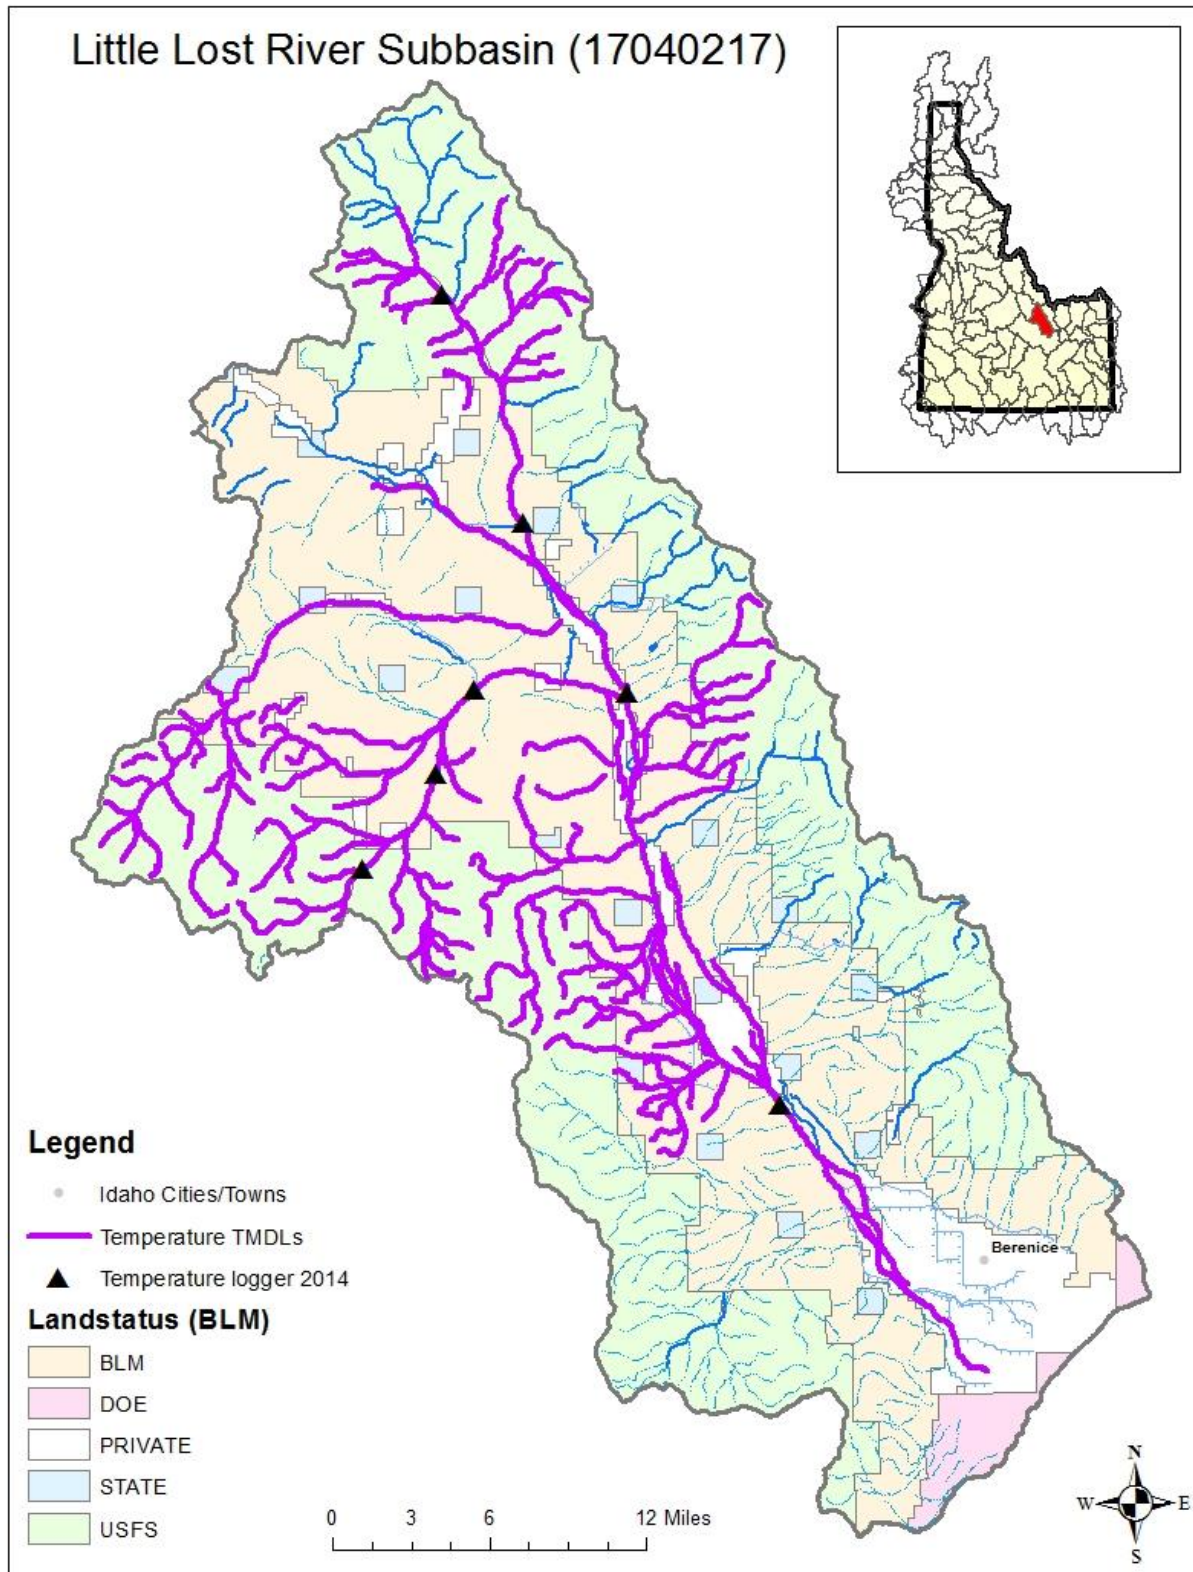 Little Lost River Subbasin (17040217)
Berenice
Legend
Idaho Cities/Towns
Temperature TMDLs
Temperature logger 2014
Landstatus (BLM)
BLM
DOE
PRIVATE
STATE
USFS
0 3 6 12 Miles
N
W E
S